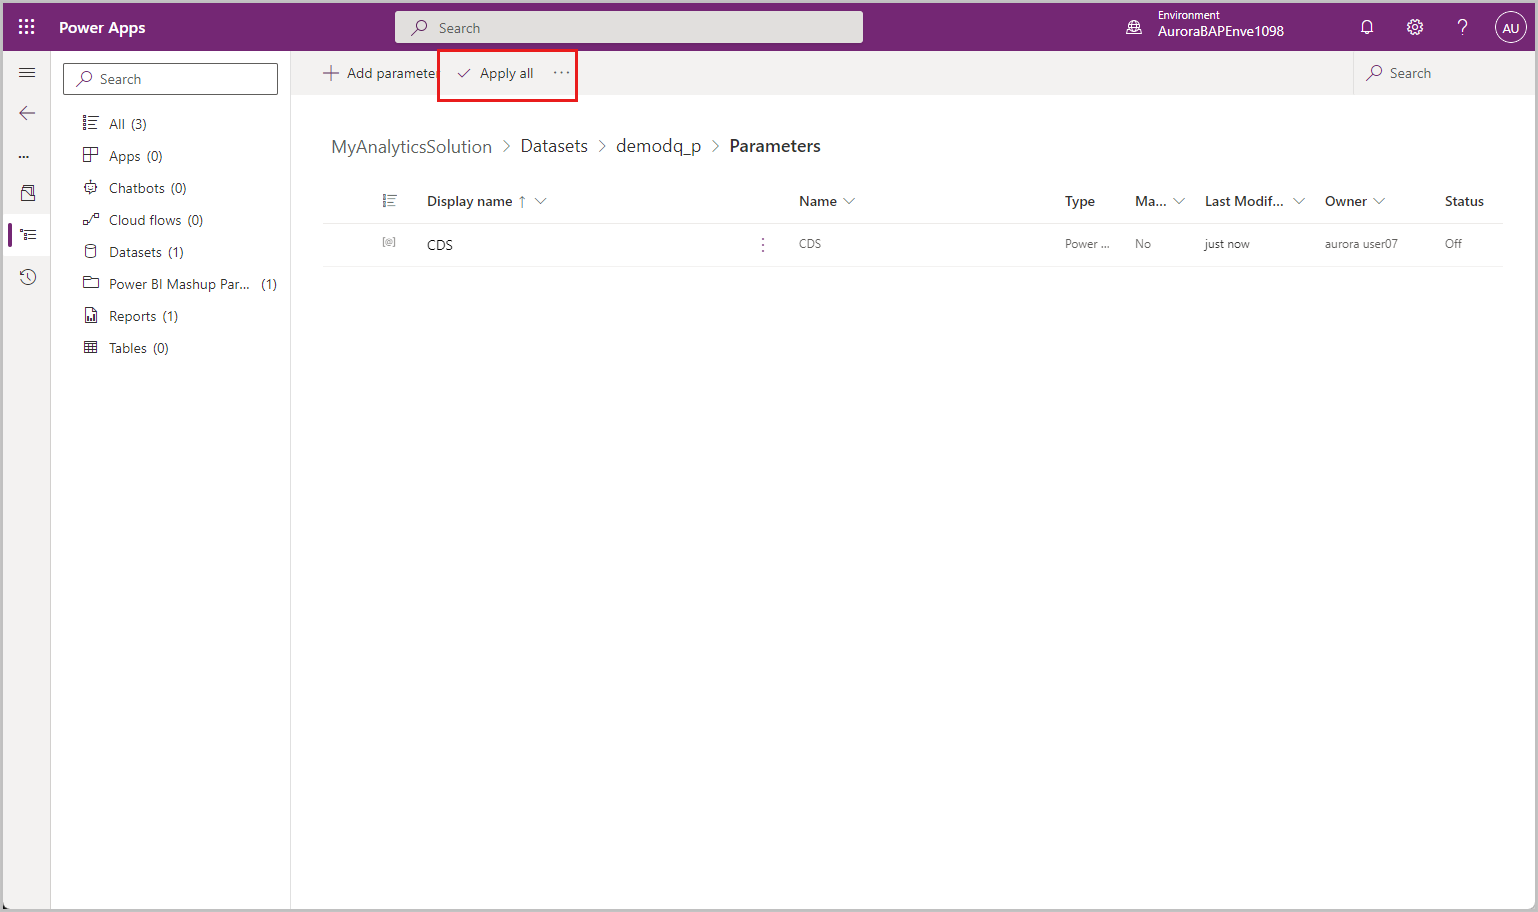 Power Apps
Search
Environment
AuroraBAPEnve1098
AU
Search
All (3)
Apps (0)
Chatbots (0)
Cloud flows (0)
Datasets (1)
Power BI Mashup Par... (1)
Reports (1)
Tables (0)
Add parameter
Apply all
Search
MyAnalyticsSolution > Datasets > demodq_p > Parameters
Display name Name Type Ma... Last Modif... Owner Status
CDS CDS Power ... No just now aurora user07 Off